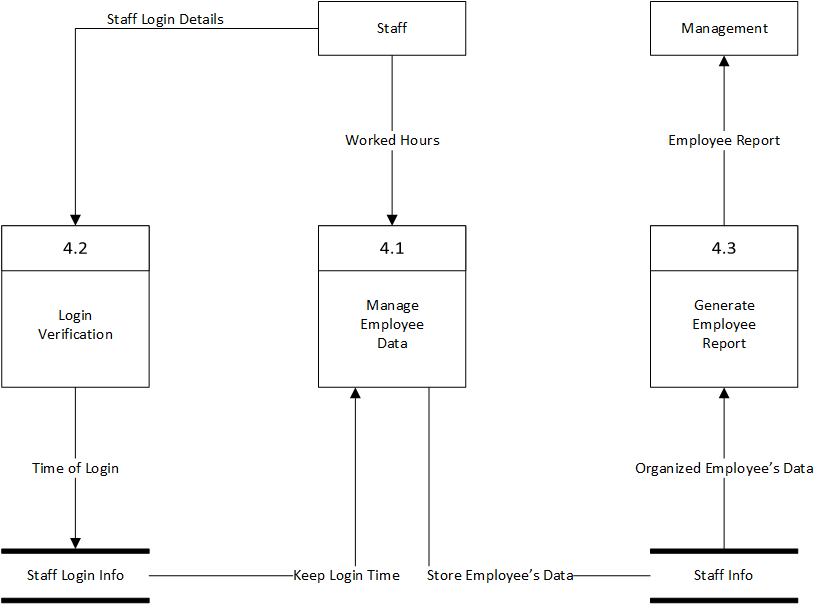 Staff Login Details
Staff
Management
Worked Hours
Employee Report
4.2
4.1
4.3
Login
Verification
Manage
Employee
Data
Generate
Employee
Report
Time of Login
Organized Employee’s Data
Staff Login Info
Keep Login Time
Store Employee’s Data
Staff Info